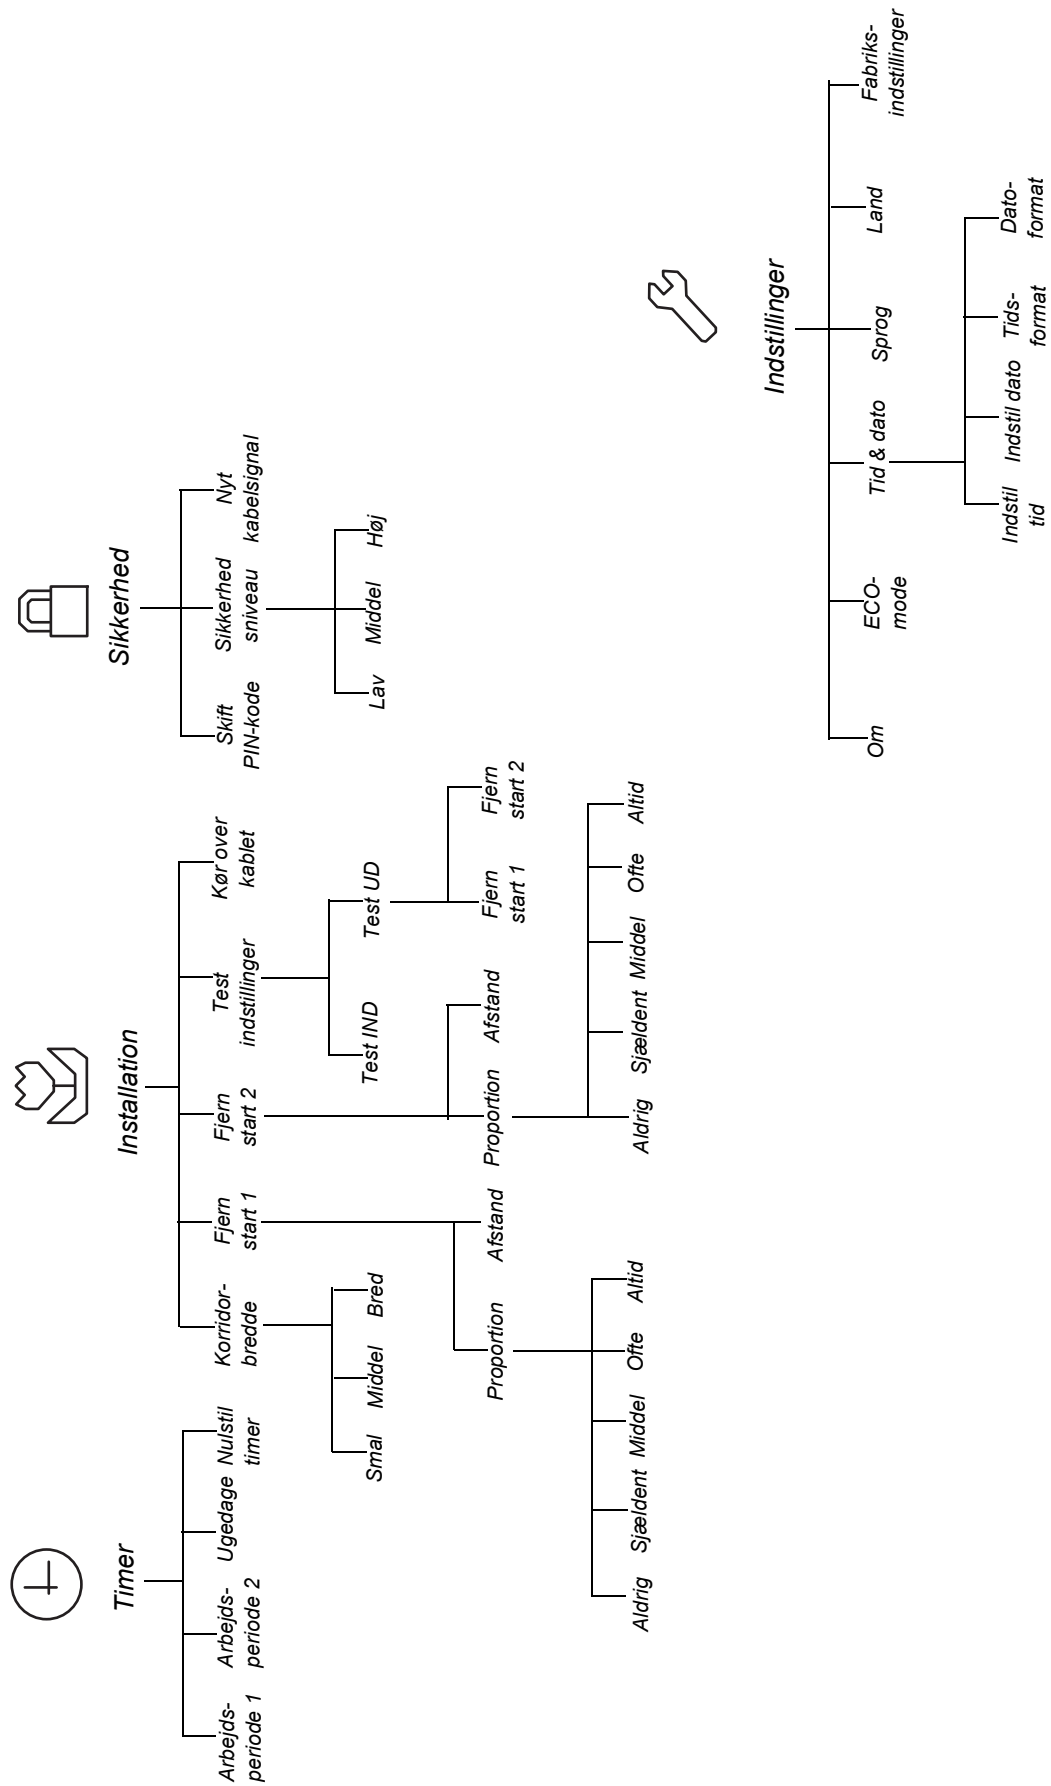 Timer
Arbejds-
periode 1
Arbejds-
periode 2
Ugedage
Nulstil
timer
Installation
Korridor-
bredde
Smal
Middel
Bred
Fjern
start 1
Proportion
Aldrig
Sjældent
Middel
Ofte
Altid
Afstand
Fjern
start 2
Proportion
Aldrig
Sjældent
Middel
Ofte
Altid
Afstand
Test
indstillinger
Test IND
Test UD
Fjern
start 1
Fjern
start 2
Kør over
kablet
Sikkerhed
Skift
PIN-kode
Sikkerhed
sniveau
Lav
Middel
Høj
Nyt
kabelsignal
Indstillinger
Om
ECO-
mode
Tid & dato
Indstil
tid
Indstil dato
Tids-
format
Dato-
format
Sprog
Land
Fabriks-
indstillinger